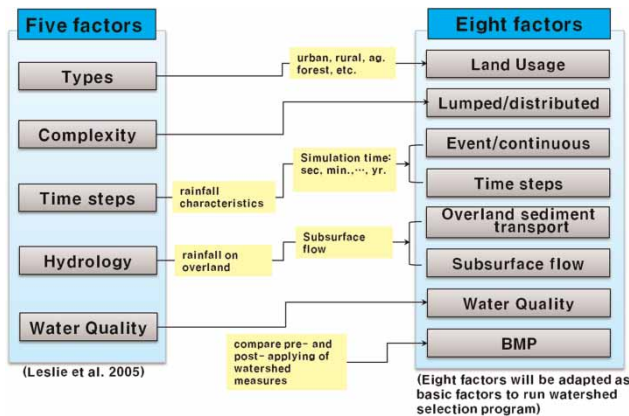 Five factors
Types
Complexity
Time steps
Hydrology
Water Quality
(Leslie et al. 2005)
urban, rural, ag.
forest, etc.
rainfall
characteristics
Simulation time:
sec, min.,···, yr.
rainfall on
overland
Subsurface
flow
compare pre- and
post- applying of
watershed
measures
Eight factors
Land Usage
Lumped/distributed
Event/continuous
Time steps
Overland sediment
transport
Subsurface flow
Water Quality
BMP
(Eight factors will be adapted as
basic factors to run watershed
selection program)